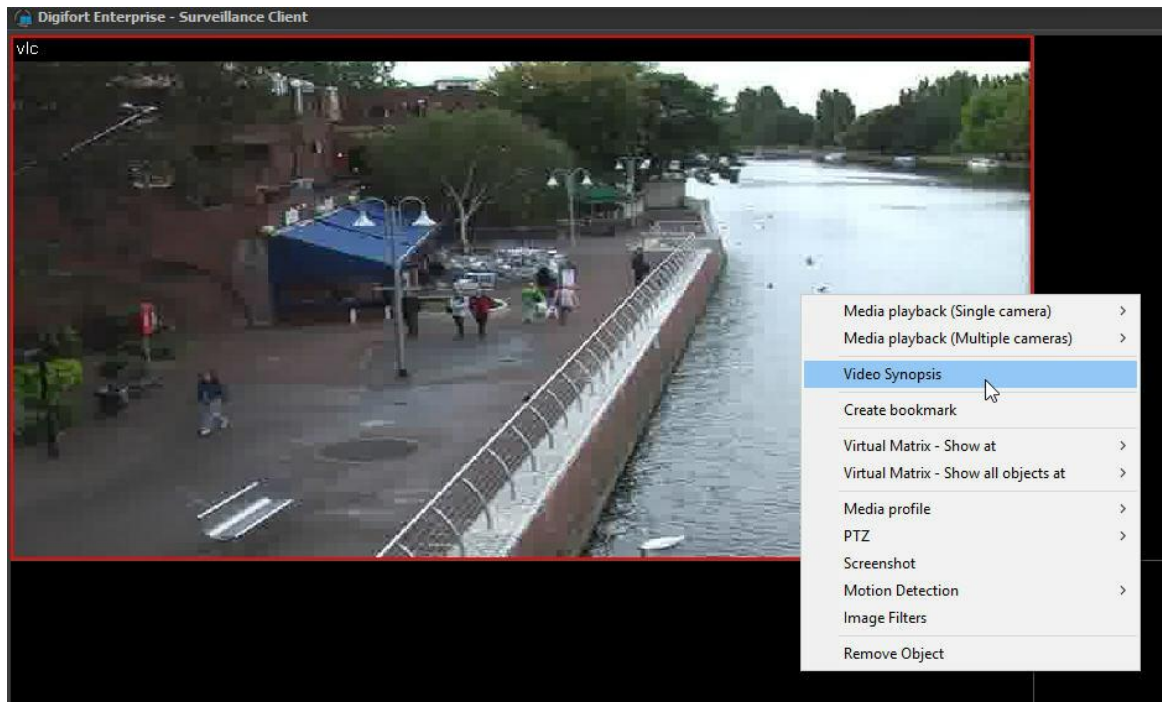 Digifort Enterprise - Surveillance Client
vlc
Media playback (Single camera)
Media playback (Multiple cameras)
Video Synopsis
Create bookmark
Virtual Matrix - Show at
Virtual Matrix - Show all objects at
Media profile
PTZ
Screenshot
Motion Detection
Image Filters
Remove Object